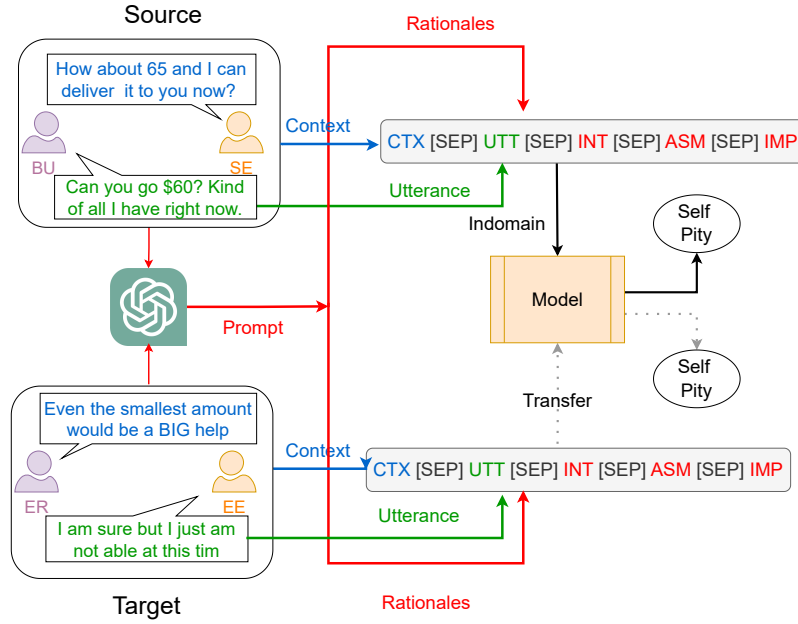 Source
Rationales
How about 65 and I can
deliver it to you now?
BU
SE
Context
CTX [SEP] UTT [SEP] INT [SEP] ASM [SEP] IMP
Can you go $60? Kind
of all I have right now.
Utterance
Indomain
Self
Pity
Model
Prompt
Self
Pity
Transfer
Even the smallest amount
would be a BIG help
ER
EE
Context
CTX [SEP] UTT [SEP] INT [SEP] ASM [SEP] IMP
I am sure but I just am
not able at this tim
Utterance
Target
Rationales